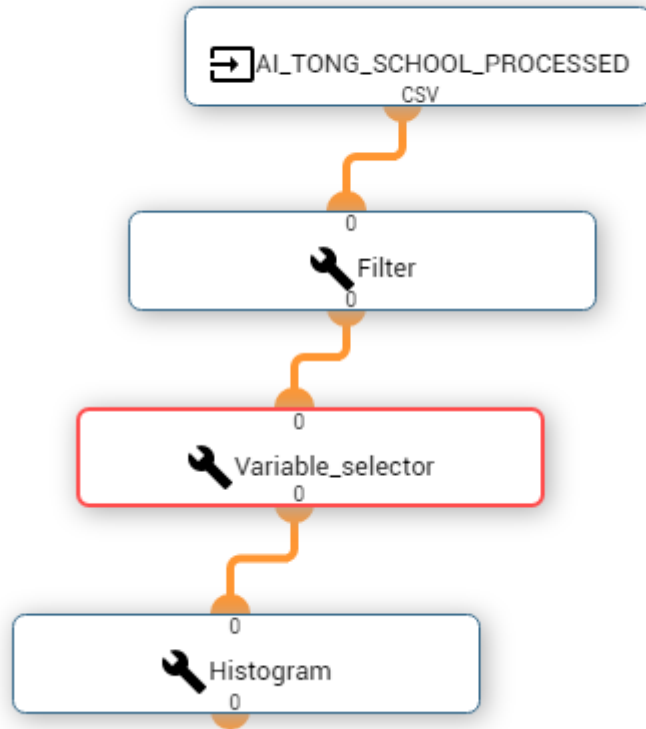 AI_TONG_SCHOOL_PROCESSED
CSV
0
Filter
0
0
Variable_selector
0
0
Histogram
0